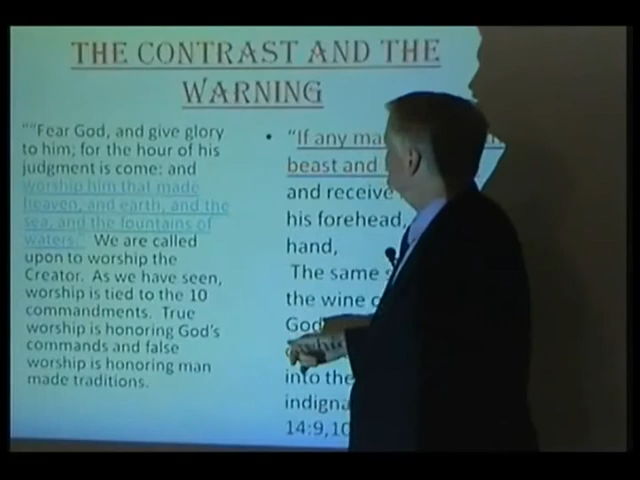 THE CONTRAST AND THE
WARNING
""Fear God, and give glory
to him; for the hour of his
judgment is come: and
worship him that made
heaven, and earth, and the
sea, and the fountains of
waters." We are called
upon to worship the
Creator. As we have seen,
worship is tied to the 10
commandments. True
worship is honoring God's
commands and false
worship is honoring man
made traditions.
• "If any ma
beast and
and receive
his forehead,
hand,
The same
the wine
God
into the
indigna
14:9,10